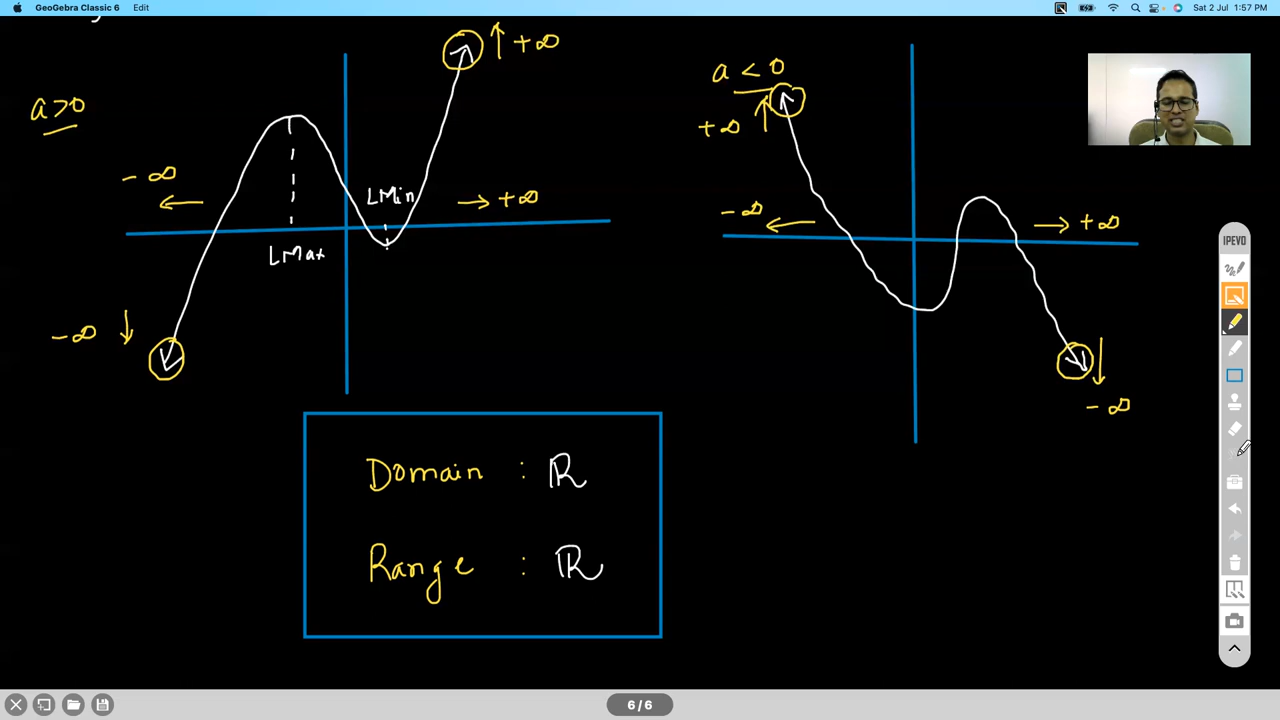 GeoGebra Classic 6 Edit
Sat 2 Jul 1:57 PM
↑ +∞
a > 0
- ∞
←
LMin
→ +∞
LMax
- ∞ ↓
a < 0
+∞ ↑
- ∞
←
→ +∞
↓
- ∞
Domain : ℝ
Range : ℝ
IPEVO
6 / 6